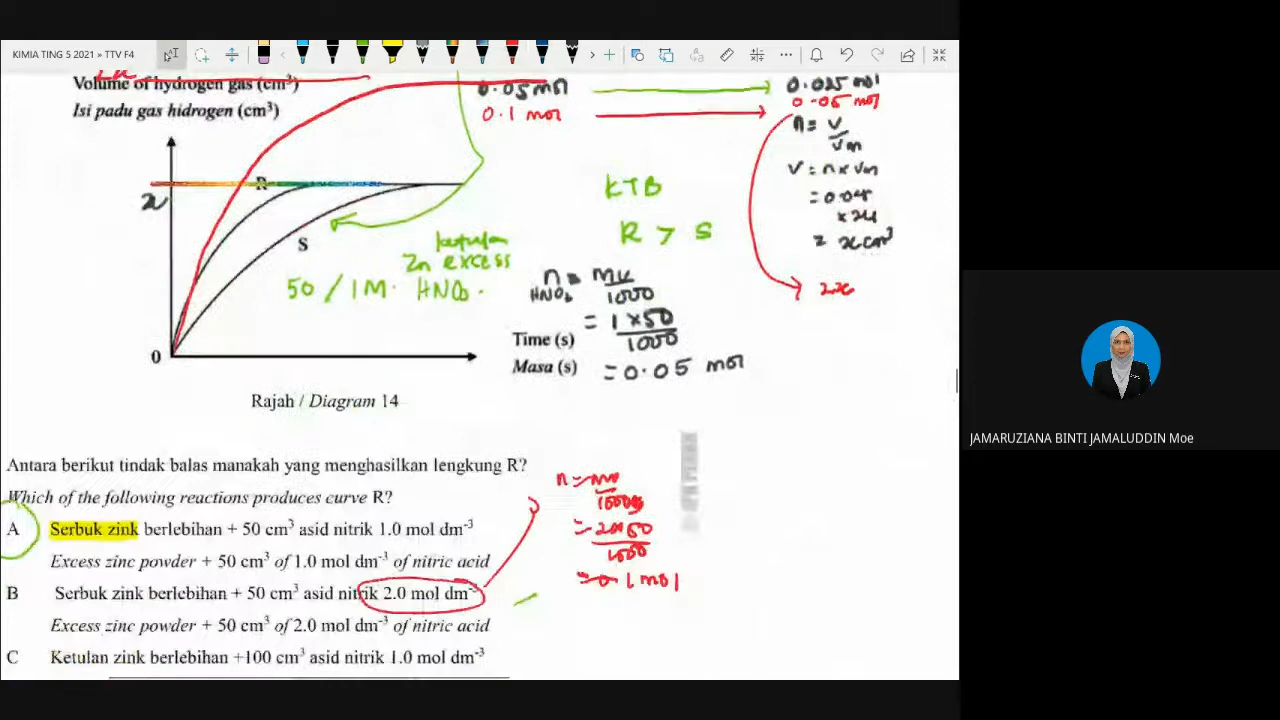 KIMIA TING 5 2021 » TTV F4
Volume of hydrogen gas (cm³)
Isi padu gas hidrogen (cm³)
0.05 mol
0.1 mol
0.025 mol
0.05 mol
n = V
Vm
V = n x Vm
= 0.05
x 24
= x cm³
2x
x
R
S
KTB
R > S
ketulan
Zn excess
50 / 1M. HNO₃.
n = MV
HNO₃ 1000
= 1 x 50
1000
= 0.05 mol
Time (s)
Masa (s)
0
Rajah / Diagram 14
Antara berikut tindak balas manakah yang menghasilkan lengkung R?
Which of the following reactions produces curve R?
A Serbuk zink berlebihan + 50 cm³ asid nitrik 1.0 mol dm⁻³
Excess zinc powder + 50 cm³ of 1.0 mol dm⁻³ of nitric acid
B Serbuk zink berlebihan + 50 cm³ asid nitrik 2.0 mol dm⁻³
Excess zinc powder + 50 cm³ of 2.0 mol dm⁻³ of nitric acid
C Ketulan zink berlebihan +100 cm³ asid nitrik 1.0 mol dm⁻³
n = MV
1000
= 2x50
1000
= 0.1 mol
JAMARUZIANA BINTI JAMALUDDIN Moe